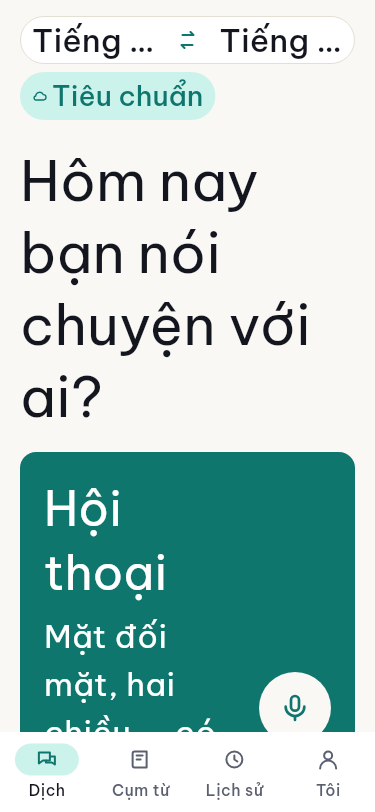 Tiếng ... Tiếng ...
Tiêu chuẩn
Hôm nay
bạn nói
chuyện với
ai?
Hội
thoại
Mặt đối
mặt, hai
chiều
Dịch Cụm từ Lịch sử Tôi